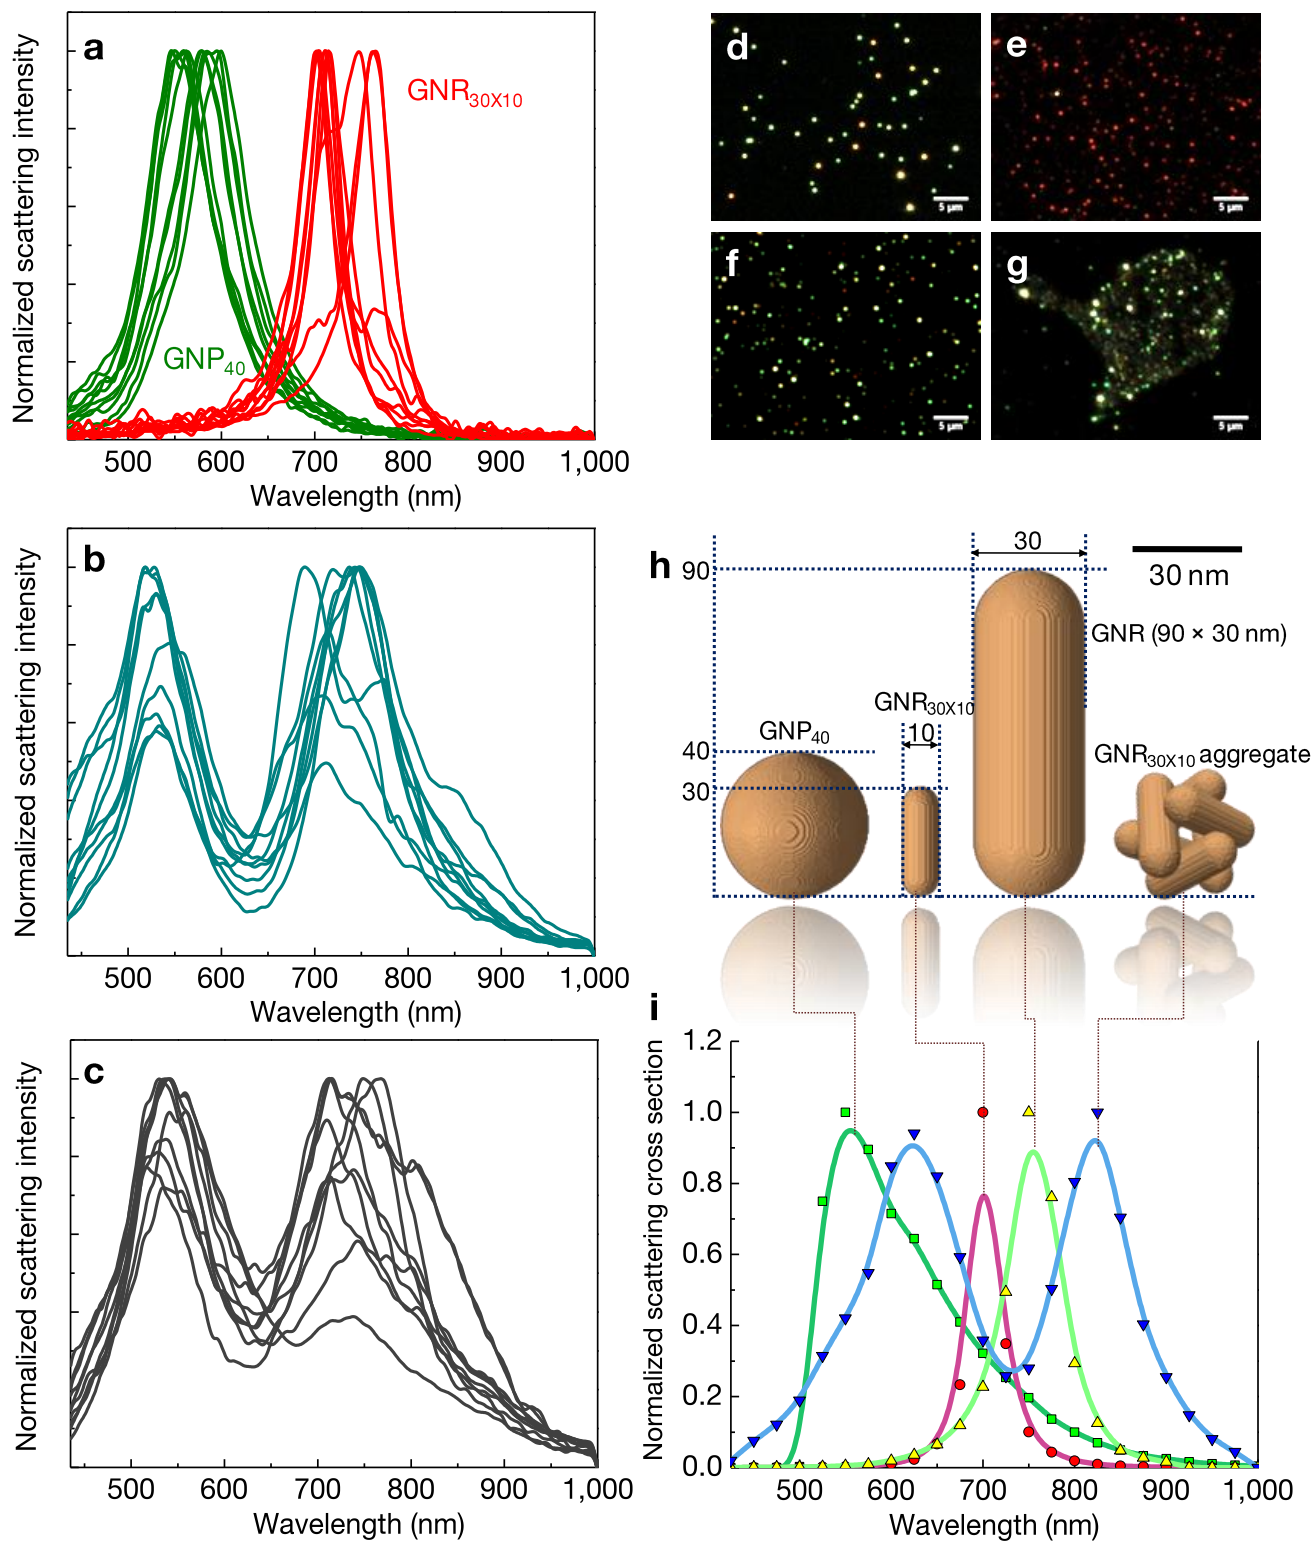 a
GNR30X10
GNP40
Normalized scattering intensity
500 600 700 800 900 1,000
Wavelength (nm)
b
Normalized scattering intensity
500 600 700 800 900 1,000
Wavelength (nm)
c
Normalized scattering intensity
500 600 700 800 900 1,000
Wavelength (nm)
d
5 µm
e
5 µm
f
5 µm
g
5 µm
h
90
30
30 nm
GNR (90 × 30 nm)
GNR30X10
10
GNP40
40
30
GNR30X10 aggregate
i
Normalized scattering cross section
1.2
1.0
0.8
0.6
0.4
0.2
0.0
500 600 700 800 900 1,000
Wavelength (nm)